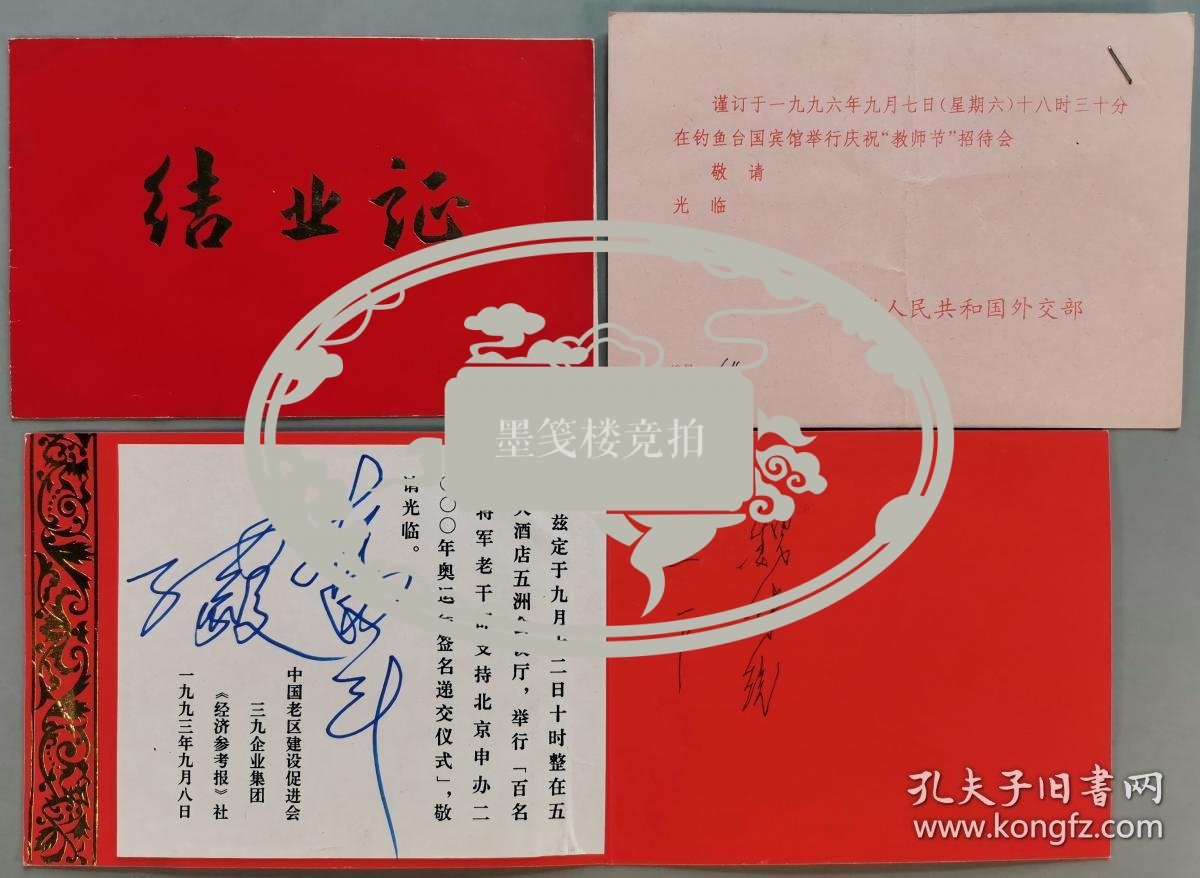 结业证
谨订于一九九六年九月七日(星期六)十八时三十分
在钓鱼台国宾馆举行庆祝“教师节”招待会
敬 请
光 临
人民共和国外交部
墨笺楼竞拍
兹定于九月 二日十时整在五
酒店五洲 厅，举行「百名
将军老干 支持北京申办二
〇〇年奥 签名递交仪式」，敬
请光临。
中国老区建设促进会
三九企业集团
《经济参考报》社
一九九三年九月八日
孔夫子旧书网
www.kongfz.com